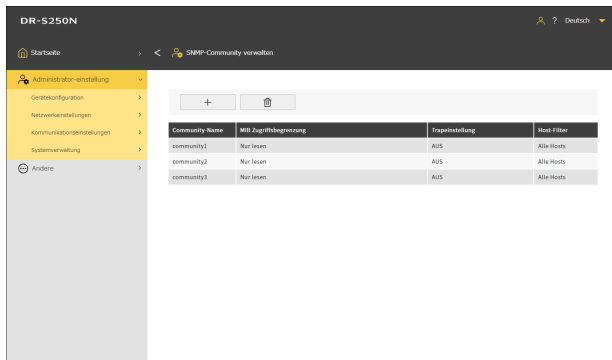 DR-S250N
? Deutsch
Startseite
SNMP-Community verwalten
Administrator-einstellung
Gerätekonfiguration
Netzwerkeinstellungen
Kommunikationseinstellungen
Systemverwaltung
Andere
Community-Name MIB Zugriffsbegrenzung Trapeinstellung Host-Filter
community1 Nur lesen AUS Alle Hosts
community2 Nur lesen AUS Alle Hosts
community3 Nur lesen AUS Alle Hosts